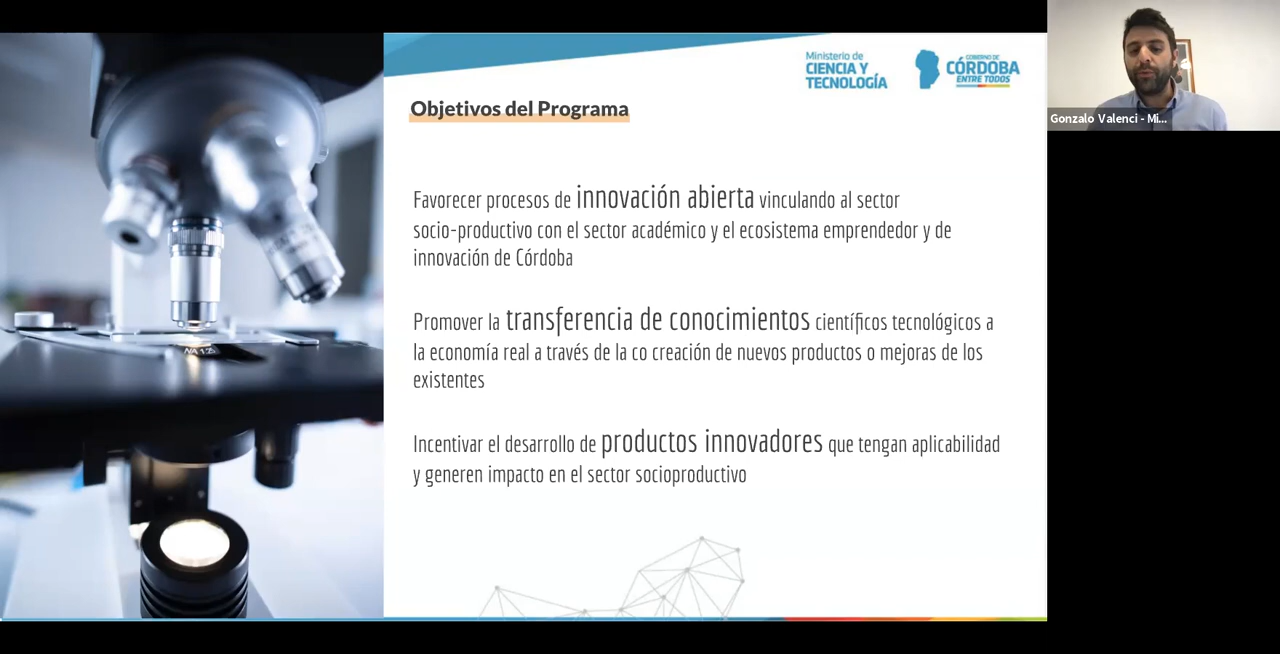 Ministerio de
CIENCIA Y
TECNOLOGÍA
GOBIERNO DE
CÓRDOBA
ENTRE TODOS
Gonzalo Valenci - Mi...
Objetivos del Programa
Favorecer procesos de innovación abierta vinculando al sector
socio-productivo con el sector académico y el ecosistema emprendedor y de
innovación de Córdoba
Promover la transferencia de conocimientos científicos tecnológicos a
la economía real a través de la co creación de nuevos productos o mejoras de los
existentes
Incentivar el desarrollo de productos innovadores que tengan aplicabilidad
y generen impacto en el sector socioproductivo
NA 1.25